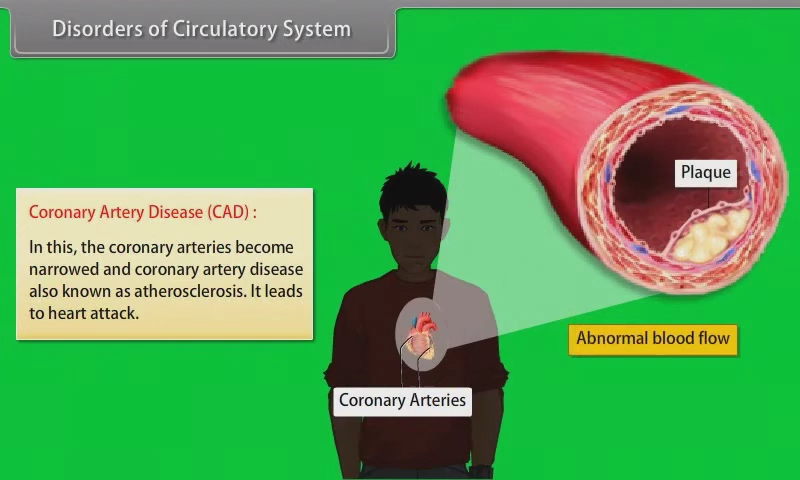 Disorders of Circulatory System
Plaque
Coronary Artery Disease (CAD) :
In this, the coronary arteries become
narrowed and coronary artery disease
also known as atherosclerosis. It leads
to heart attack.
Abnormal blood flow
Coronary Arteries